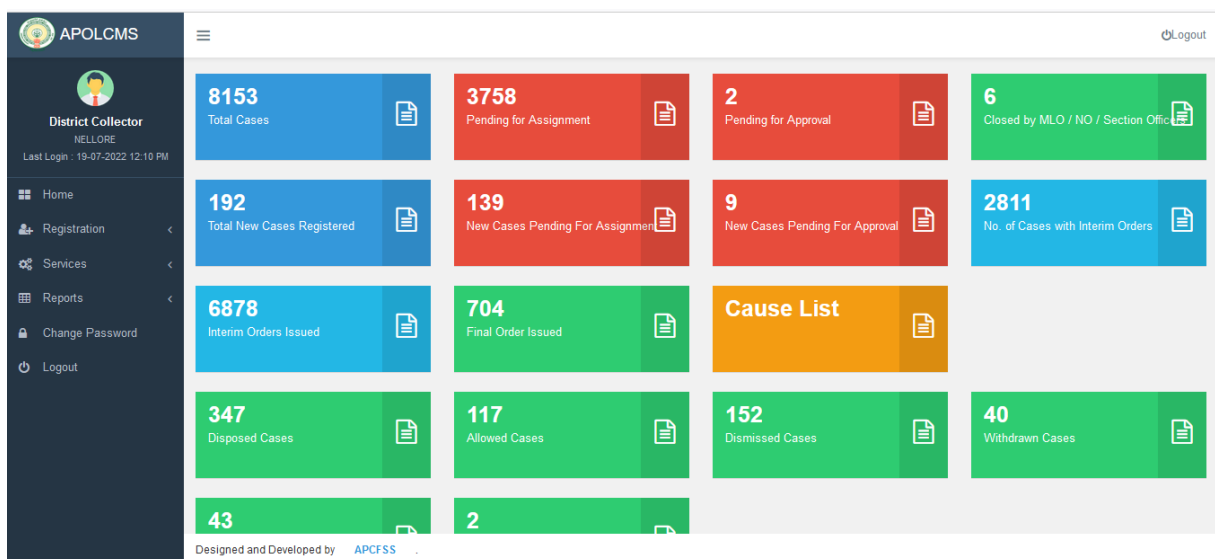 APOLCMS
Logout
District Collector
NELLORE
Last Login : 19-07-2022 12:10 PM
Home
Registration
Services
Reports
Change Password
Logout
8153
Total Cases
3758
Pending for Assignment
2
Pending for Approval
6
Closed by MLO / NO / Section Officers
192
Total New Cases Registered
139
New Cases Pending For Assignmen
9
New Cases Pending For Approval
2811
No. of Cases with Interim Orders
6878
Interim Orders Issued
704
Final Order Issued
Cause List
347
Disposed Cases
117
Allowed Cases
152
Dismissed Cases
40
Withdrawn Cases
43
2
Designed and Developed by APCFSS .